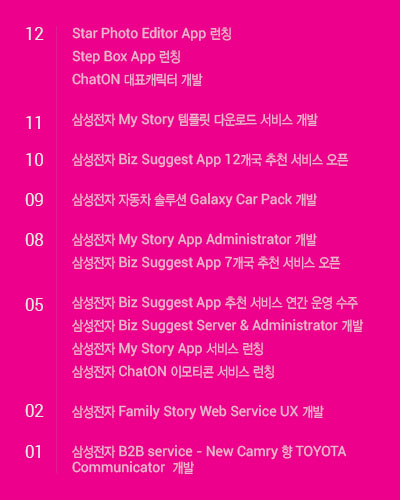 12 Star Photo Editor App 런칭
Step Box App 런칭
ChatON 대표캐릭터 개발
11 삼성전자 My Story 템플릿 다운로드 서비스 개발
10 삼성전자 Biz Suggest App 12개국 추천 서비스 오픈
09 삼성전자 자동차 솔루션 Galaxy Car Pack 개발
08 삼성전자 My Story App Administrator 개발
삼성전자 Biz Suggest App 7개국 추천 서비스 오픈
05 삼성전자 Biz Suggest App 추천 서비스 연간 운영 수주
삼성전자 Biz Suggest Server & Administrator 개발
삼성전자 My Story App 서비스 런칭
삼성전자 ChatON 이모티콘 서비스 런칭
02 삼성전자 Family Story Web Service UX 개발
01 삼성전자 B2B service - New Camry 향 TOYOTA
Communicator 개발